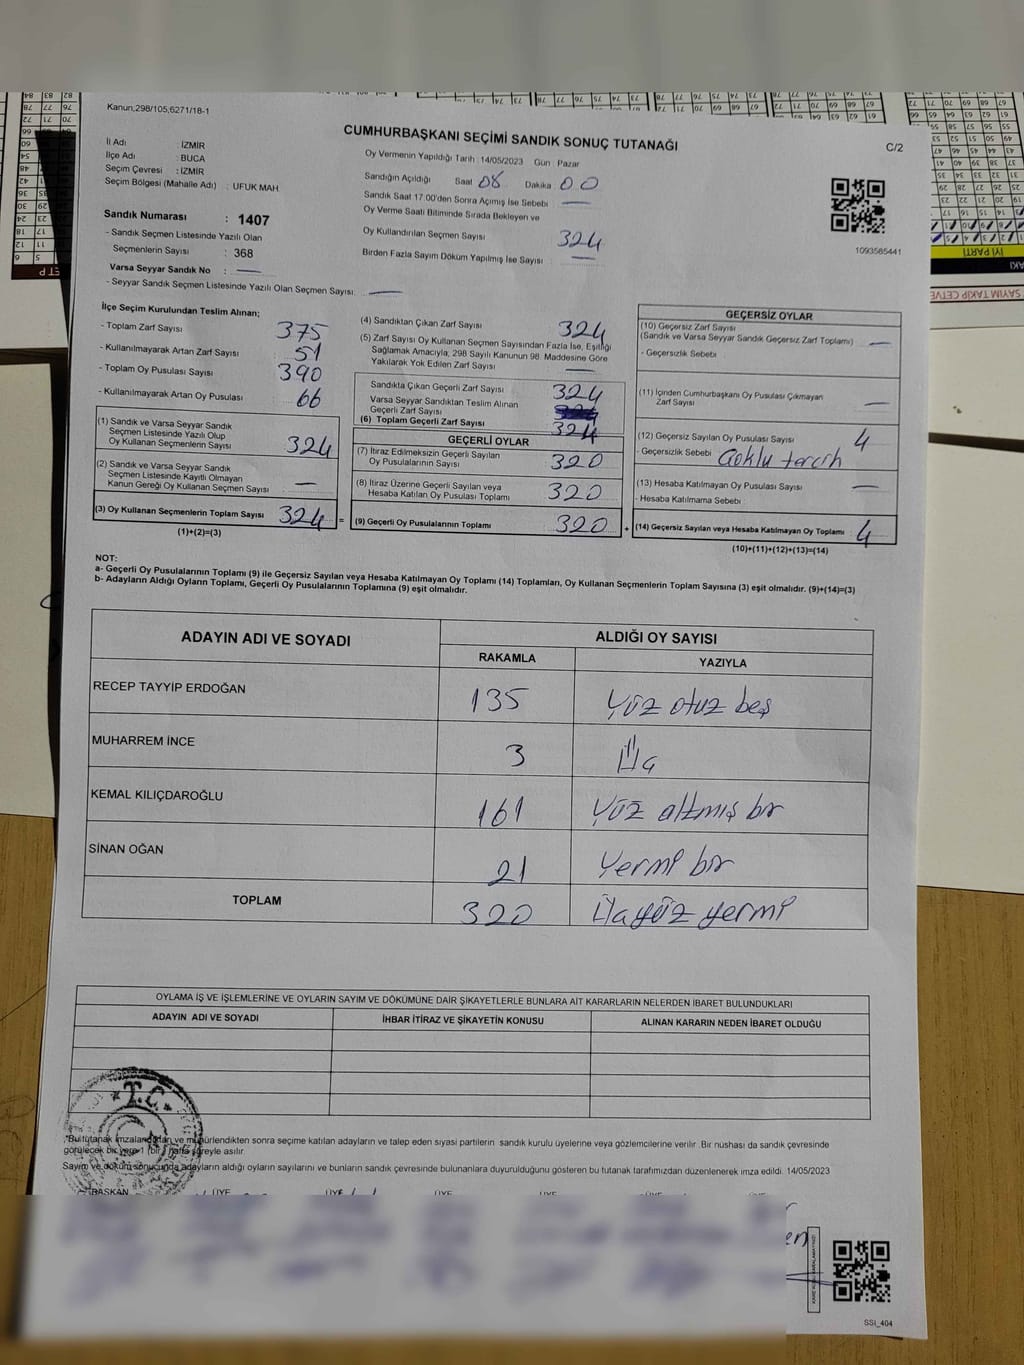 Kanun,298/105,6271/18-1
CUMHURBAŞKANI SEÇİMİ SANDIK SONUÇ TUTANAĞI
C/2
İl Adı : İZMİR
İlçe Adı : BUCA
Seçim Çevresi : İZMİR
Seçim Bölgesi (Mahalle Adı) : UFUK MAH
Sandık Numarası : 1407
- Sandık Seçmen Listesinde Yazılı Olan
Seçmenlerin Sayısı : 368
Varsa Seyyar Sandık No : —
- Seyyar Sandık Seçmen Listesinde Yazılı Olan Seçmen Sayısı: —
Oy Vermenin Yapıldığı Tarih : 14/05/2023 Gün : Pazar
Sandığın Açıldığı Saat 08 Dakika 00
Sandık Saat 17:00'den Sonra Açımış İse Sebebi —
Oy Verme Saati Bitiminde Sırada Bekleyen ve
Oy Kullandırılan Seçmen Sayısı 324
Birden Fazla Sayım Döküm Yapılmış İse Sayısı : —
1093585441
İlçe Seçim Kurulundan Teslim Alınan;
- Toplam Zarf Sayısı 375
- Kullanılmayarak Artan Zarf Sayısı 51
- Toplam Oy Pusulası Sayısı 390
- Kullanılmayarak Artan Oy Pusulası 66
(1) Sandık ve Varsa Seyyar Sandık
Seçmen Listesinde Yazılı Olup
Oy Kullanan Seçmenlerin Sayısı 324
(2) Sandık ve Varsa Seyyar Sandık
Seçmen Listesinde Kayıtlı Olmayan
Kanun Gereği Oy Kullanan Seçmen Sayısı —
(3) Oy Kullanan Seçmenlerin Toplam Sayısı 324 =
(1)+(2)=(3)
(4) Sandıktan Çıkan Zarf Sayısı 324
(5) Zarf Sayısı Oy Kullanan Seçmen Sayısından Fazla İse, Eşitliği
Sağlamak Amacıyla, 298 Sayılı Kanunun 98. Maddesine Göre
Yakılarak Yok Edilen Zarf Sayısı —
Sandıkta Çıkan Geçerli Zarf Sayısı 324
Varsa Seyyar Sandıktan Teslim Alınan
Geçerli Zarf Sayısı
(6) Toplam Geçerli Zarf Sayısı 324
GEÇERLİ OYLAR
(7) İtiraz Edilmeksizin Geçerli Sayılan
Oy Pusulalarının Sayısı 320
(8) İtiraz Üzerine Geçerli Sayılan veya
Hesaba Katılan Oy Pusulası Toplamı 320
(9) Geçerli Oy Pusulalarının Toplamı 320 +
GEÇERSİZ OYLAR
(10) Geçersiz Zarf Sayısı
(Sandık ve Varsa Seyyar Sandık Geçersiz Zarf Toplamı) —
- Geçersizlik Sebebi
(11) İçinden Cumhurbaşkanı Oy Pusulası Çıkmayan
Zarf Sayısı —
(12) Geçersiz Sayılan Oy Pusulası Sayısı 4
- Geçersizlik Sebebi Çoklu tercih
(13) Hesaba Katılmayan Oy Pusulası Sayısı —
- Hesaba Katılmama Sebebi
(14) Geçersiz Sayılan veya Hesaba Katılmayan Oy Toplamı 4
(10)+(11)+(12)+(13)=(14)
NOT:
a- Geçerli Oy Pusulalarının Toplamı (9) ile Geçersiz Sayılan veya Hesaba Katılmayan Oy Toplamı (14) Toplamları, Oy Kullanan Seçmenlerin Toplam Sayısına (3) eşit olmalıdır. (9)+(14)=(3)
b- Adayların Aldığı Oyların Toplamı, Geçerli Oy Pusulalarının Toplamına (9) eşit olmalıdır.
ADAYIN ADI VE SOYADI ALDIĞI OY SAYISI
RAKAMLA YAZIYLA
RECEP TAYYİP ERDOĞAN 135 Yüz otuz beş
MUHARREM İNCE 3 Üç
KEMAL KILIÇDAROĞLU 161 Yüz altmış bir
SİNAN OĞAN 21 Yermi bir
TOPLAM 320 Üçyüz yermi
OYLAMA İŞ VE İŞLEMLERİNE VE OYLARIN SAYIM VE DÖKÜMÜNE DAİR ŞİKAYETLERLE BUNLARA AİT KARARLARIN NELERDEN İBARET BULUNDUKLARI
ADAYIN ADI VE SOYADI İHBAR İTİRAZ VE ŞİKAYETİN KONUSU ALINAN KARARIN NEDEN İBARET OLDUĞU
T.C.
"Bu tutanak imzalandıktan ve mühürlendikten sonra seçime katılan adayların ve talep eden siyasi partilerin sandık kurulu üyelerine veya gözlemcilerine verilir. Bir nüshası da sandık çevresinde
görülecek bir yere 1 (bir) hafta süreyle asılır.
Sayım ve döküm sonucunda adayların aldığı oyların sayılarını ve bunların sandık çevresinde bulunanlara duyurulduğunu gösteren bu tutanak tarafımızdan düzenlenerek imza edildi. 14/05/2023
BAŞKAN ÜYE ÜYE ÜYE ÜYE ÜYE ÜYE
SSI_404
İYİ PARTİ
SAYIM TAKİP CETVE